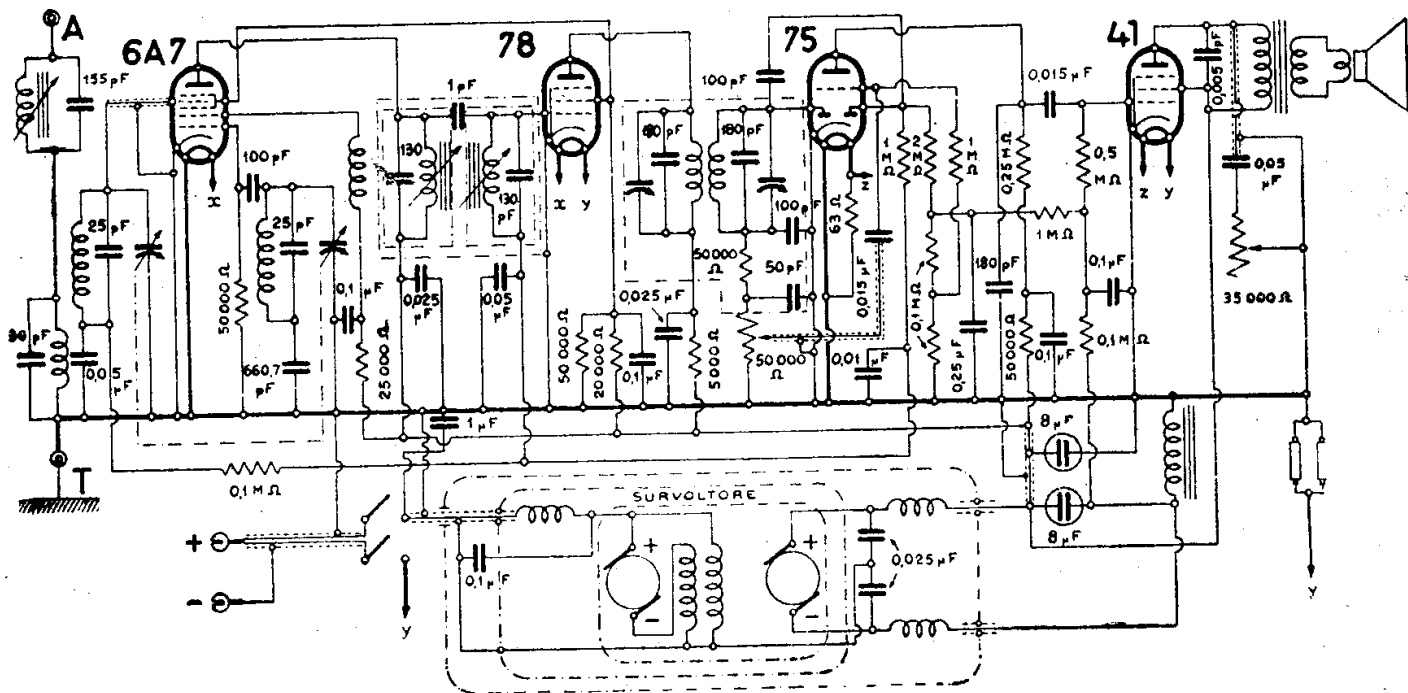 A
6A7
78
75
41
155 pF
1 pF
100 pF
0,015 µF
0,005 µF
100 pF
130
130 pF
80 pF
180 pF
1 MΩ
2 MΩ
1 MΩ
0,25 MΩ
0,5 MΩ
0,05 µF
25 pF
x
25 pF
x y
z
z y
100 pF
63 Ω
1 MΩ
50000 Ω
0,1 µF
0,025 µF
0,05 µF
0,025 µF
50000 Ω
50 pF
0,015 µF
0,1 MΩ
180 pF
0,1 µF
35000 Ω
90 pF
0,05 µF
660,7 pF
25000 Ω
50000 Ω
20000 Ω
0,1 µF
5000 Ω
50000 Ω
0,01 µF
0,25 µF
50000 Ω
0,1 µF
0,1 MΩ
1 µF
8 µF
T
0,1 MΩ
SURVOLTORE
8 µF
+
-
y
0,1 µF
+
-
+
-
0,025 µF
y